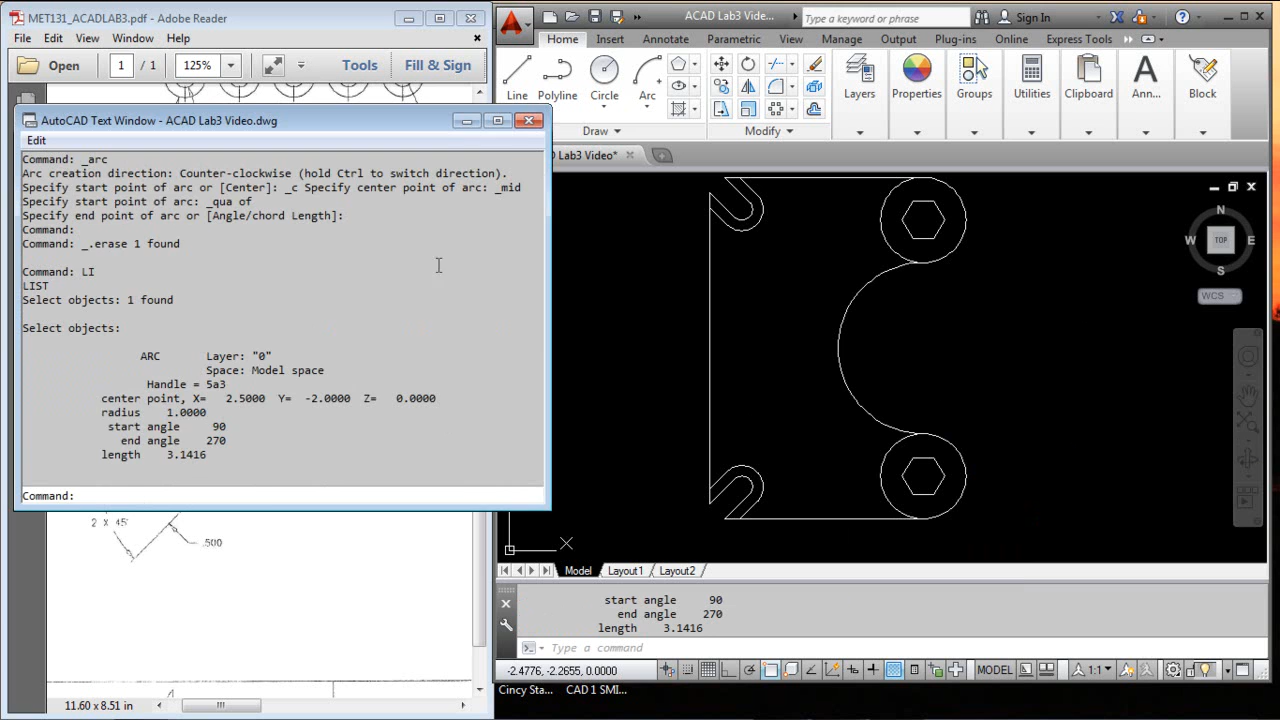 MET131_ACADLAB3.pdf - Adobe Reader
File Edit View Window Help
Open 1 / 1 125% Tools Fill & Sign
AutoCAD Text Window - ACAD Lab3 Video.dwg
Edit
Command: _arc
Arc creation direction: Counter-clockwise (hold Ctrl to switch direction).
Specify start point of arc or [Center]: _c Specify center point of arc: _mid
Specify start point of arc: _qua of
Specify end point of arc or [Angle/chord Length]:
Command:
Command: _.erase 1 found
Command: LI
LIST
Select objects: 1 found
Select objects:
ARC Layer: "0"
Space: Model space
Handle = 5a3
center point, X= 2.5000 Y= -2.0000 Z= 0.0000
radius 1.0000
start angle 90
end angle 270
length 3.1416
Command:
2 X 45°
.500
11.60 x 8.51 in
ACAD Lab3 Vide... Type a keyword or phrase Sign In
Home Insert Annotate Parametric View Manage Output Plug-ins Online Express Tools
Line Polyline Circle Arc Layers Properties Groups Utilities Clipboard Annotation Block
Draw Modify
CAD Lab3 Video*
N
W TOP E
S
WCS
Model Layout1 Layout2
start angle 90
end angle 270
length 3.1416
Type a command
-2.4776, -2.2655, 0.0000 MODEL 1:1
Cincy Sta... CAD 1 SMI...